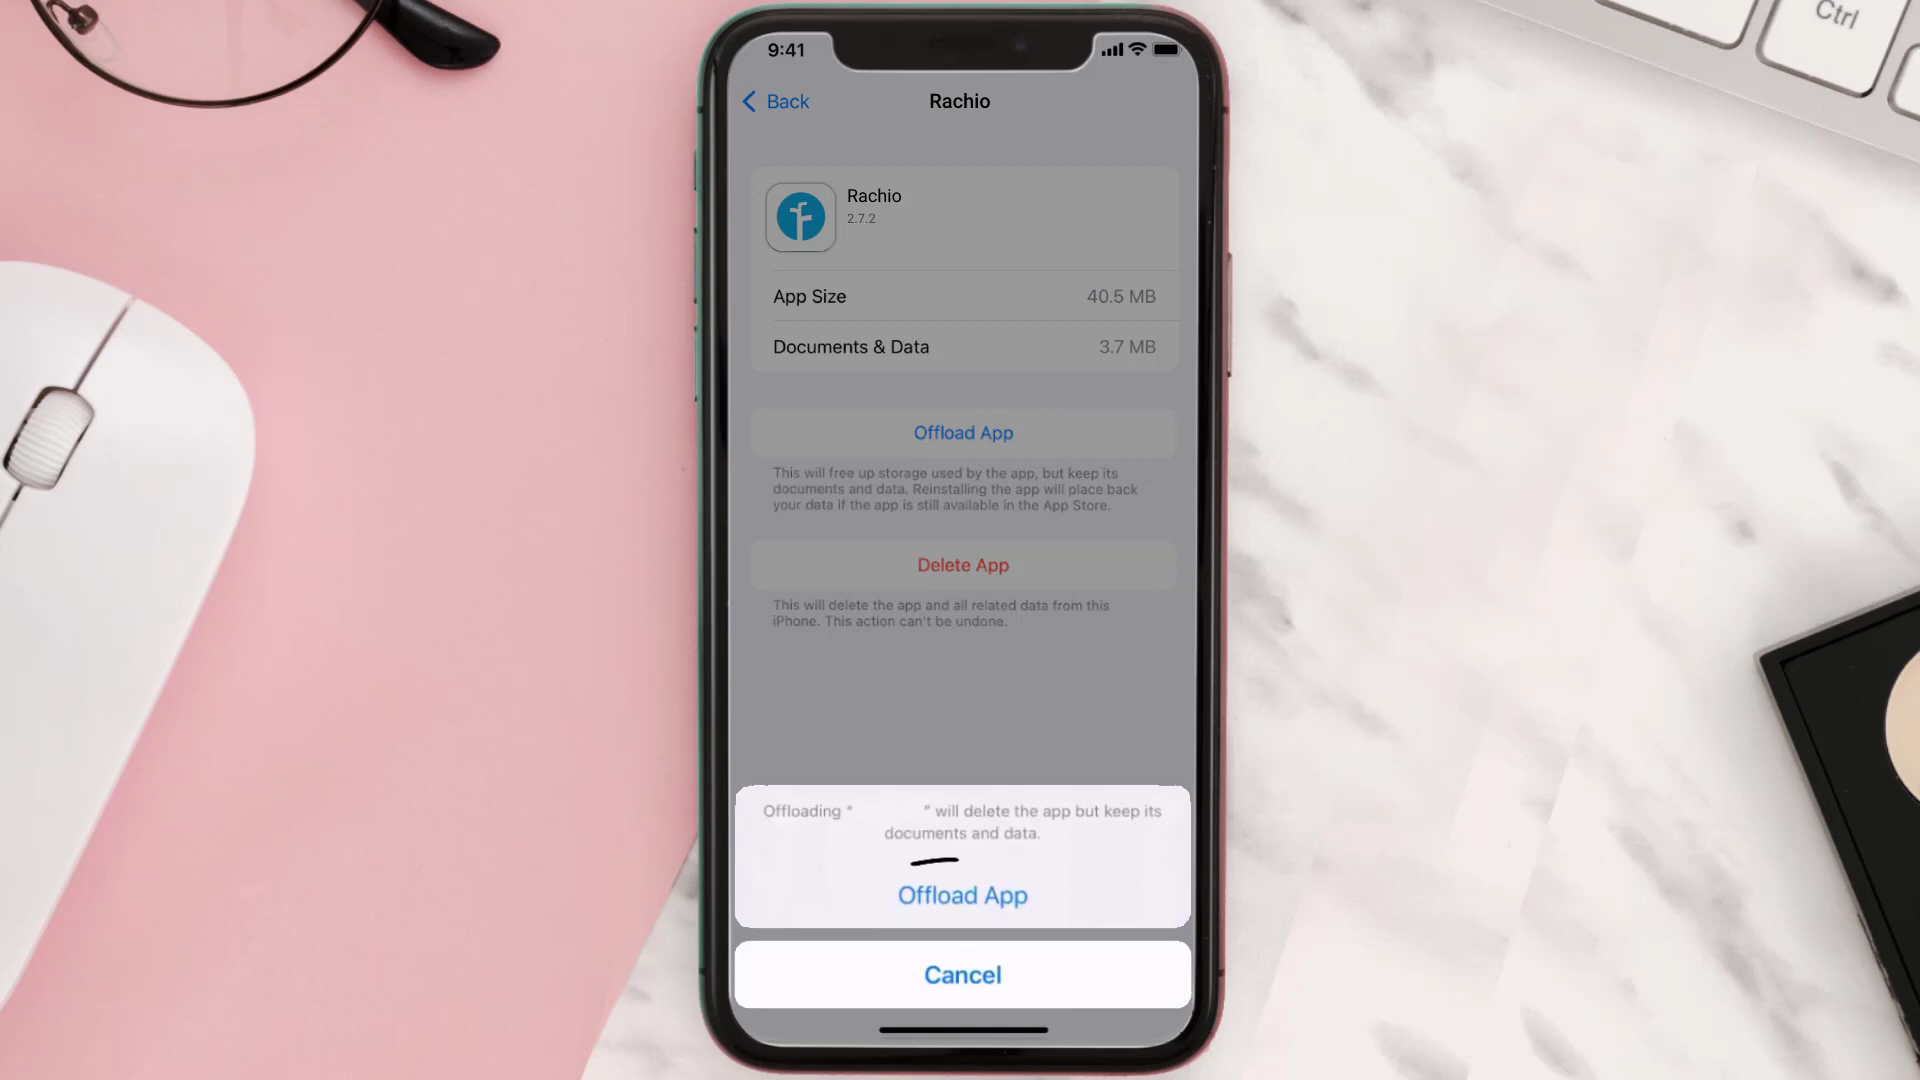 Ctrl
9:41
Back
Rachio
Rachio
2.7.2
App Size 40.5 MB
Documents & Data 3.7 MB
Offload App
This will free up storage used by the app, but keep its
documents and data. Reinstalling the app will place back
your data if the app is still available in the App Store.
Delete App
This will delete the app and all related data from this
iPhone. This action can't be undone.
Offloading “ ” will delete the app but keep its
documents and data.
Offload App
Cancel